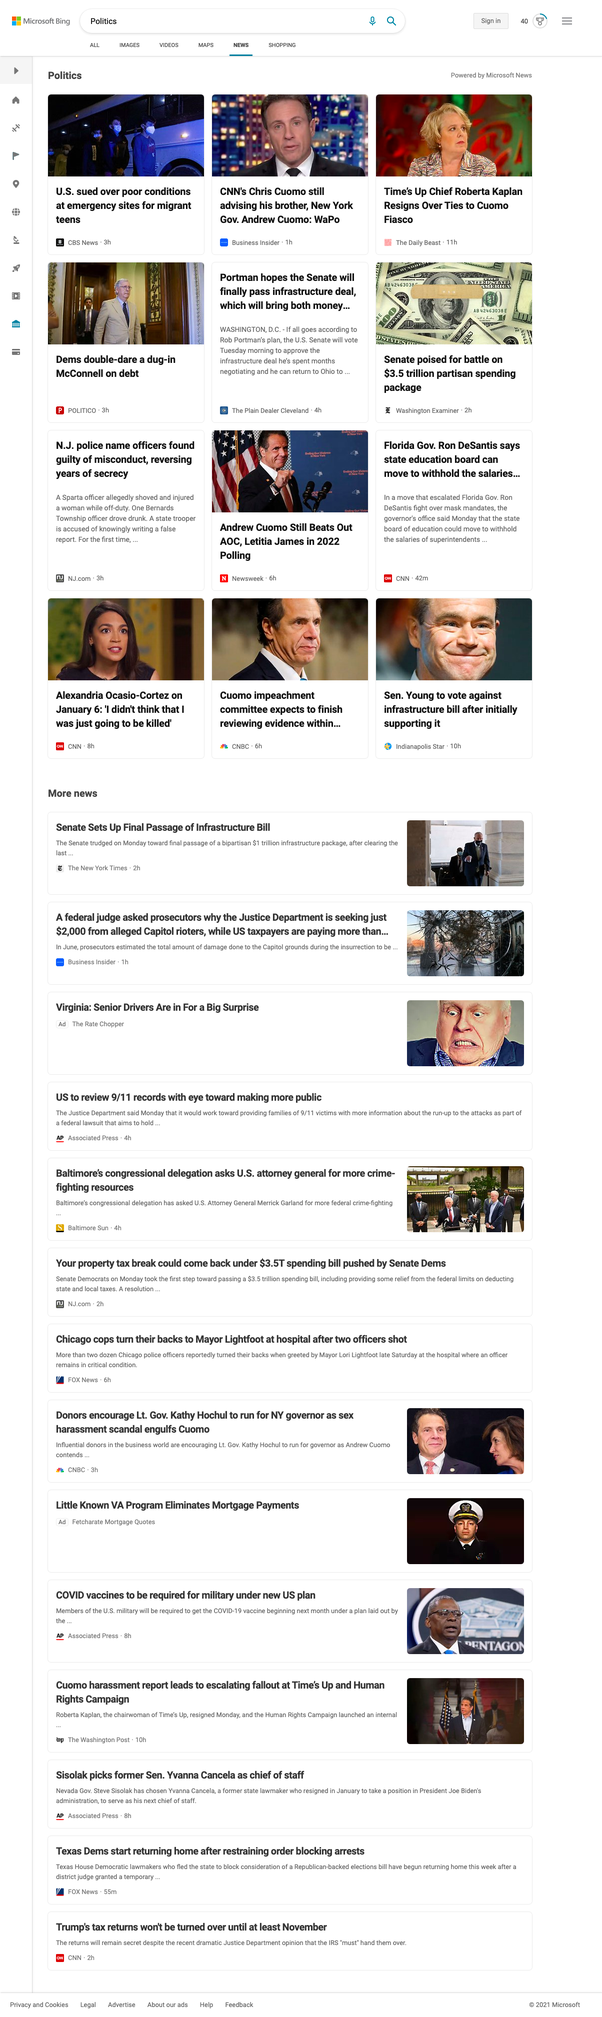 Microsoft Bing
Politics
Sign in
40
ALL
IMAGES
VIDEOS
MAPS
NEWS
SHOPPING
Politics
Powered by Microsoft News
U.S. sued over poor conditions
at emergency sites for migrant
teens
CBS News · 3h
CNN's Chris Cuomo still
advising his brother, New York
Gov. Andrew Cuomo: WaPo
Business Insider · 1h
Time's Up Chief Roberta Kaplan
Resigns Over Ties to Cuomo
Fiasco
The Daily Beast · 11h
Dems double-dare a dug-in
McConnell on debt
POLITICO · 3h
Portman hopes the Senate will
finally pass infrastructure deal,
which will bring both money...
WASHINGTON, D.C. - If all goes according to
Rob Portman's plan, the U.S. Senate will vote
Tuesday morning to approve the
infrastructure deal he's spent months
negotiating and he can return to Ohio to ...
The Plain Dealer Cleveland · 4h
Senate poised for battle on
$3.5 trillion partisan spending
package
Washington Examiner · 2h
N.J. police name officers found
guilty of misconduct, reversing
years of secrecy
A Sparta officer allegedly shoved and injured
a woman while off-duty. One Bernards
Township officer drove drunk. A state trooper
is accused of knowingly writing a false
report. For the first time, ...
NJ.com · 3h
Andrew Cuomo Still Beats Out
AOC, Letitia James in 2022
Polling
Newsweek · 6h
Florida Gov. Ron DeSantis says
state education board can
move to withhold the salaries...
In a move that escalated Florida Gov. Ron
DeSantis fight over mask mandates, the
governor's office said Monday that the state
board of education could move to withhold
the salaries of superintendents ...
CNN · 42m
Alexandria Ocasio-Cortez on
January 6: 'I didn't think that I
was just going to be killed'
CNN · 8h
Cuomo impeachment
committee expects to finish
reviewing evidence within...
CNBC · 6h
Sen. Young to vote against
infrastructure bill after initially
supporting it
Indianapolis Star · 10h
More news
Senate Sets Up Final Passage of Infrastructure Bill
The Senate trudged on Monday toward final passage of a bipartisan $1 trillion infrastructure package, after clearing the
last ...
The New York Times · 2h
A federal judge asked prosecutors why the Justice Department is seeking just
$2,000 from alleged Capitol rioters, while US taxpayers are paying more than...
In June, prosecutors estimated the total amount of damage done to the Capitol grounds during the insurrection to be ...
Business Insider · 1h
Virginia: Senior Drivers Are in For a Big Surprise
Ad The Rate Chopper
US to review 9/11 records with eye toward making more public
The Justice Department said Monday that it would work toward providing families of 9/11 victims with more information about the run-up to the attacks as part of
a federal lawsuit that aims to hold ...
Associated Press · 4h
Baltimore's congressional delegation asks U.S. attorney general for more crime-
fighting resources
Baltimore's congressional delegation has asked U.S. Attorney General Merrick Garland for more federal crime-fighting
...
Baltimore Sun · 4h
Your property tax break could come back under $3.5T spending bill pushed by Senate Dems
Senate Democrats on Monday took the first step toward passing a $3.5 trillion spending bill, including providing some relief from the federal limits on deducting
state and local taxes. A resolution ...
NJ.com · 2h
Chicago cops turn their backs to Mayor Lightfoot at hospital after two officers shot
More than two dozen Chicago police officers reportedly turned their backs when greeted by Mayor Lori Lightfoot late Saturday at the hospital where an officer
remains in critical condition.
FOX News · 6h
Donors encourage Lt. Gov. Kathy Hochul to run for NY governor as sex
harassment scandal engulfs Cuomo
Influential donors in the business world are encouraging Lt. Gov. Kathy Hochul to run for governor as Andrew Cuomo
contends ...
CNBC · 3h
Little Known VA Program Eliminates Mortgage Payments
Ad Fetcharate Mortgage Quotes
COVID vaccines to be required for military under new US plan
Members of the U.S. military will be required to get the COVID-19 vaccine beginning next month under a plan laid out by
the ...
Associated Press · 8h
PENTAGON
Cuomo harassment report leads to escalating fallout at Time's Up and Human
Rights Campaign
Roberta Kaplan, the chairwoman of Time's Up, resigned Monday, and the Human Rights Campaign launched an internal
...
The Washington Post · 10h
Sisolak picks former Sen. Yvanna Cancela as chief of staff
Nevada Gov. Steve Sisolak has chosen Yvanna Cancela, a former state lawmaker who resigned in January to take a position in President Joe Biden's
administration, to serve as his next chief of staff.
Associated Press · 8h
Texas Dems start returning home after restraining order blocking arrests
Texas House Democratic lawmakers who fled the state to block consideration of a Republican-backed elections bill have begun returning home this week after a
district judge granted a temporary ...
FOX News · 55m
Trump's tax returns won't be turned over until at least November
The returns will remain secret despite the recent dramatic Justice Department opinion that the IRS "must" hand them over.
CNN · 2h
Privacy and Cookies
Legal
Advertise
About our ads
Help
Feedback
© 2021 Microsoft